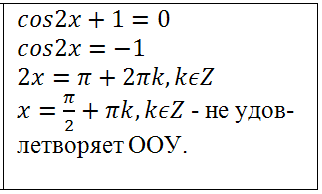 cos2x + 1 = 0
cos2x = −1
2x = π + 2πk, kϵZ
x = π/2 + πk, kϵZ - не удов-
летворяет ООУ.